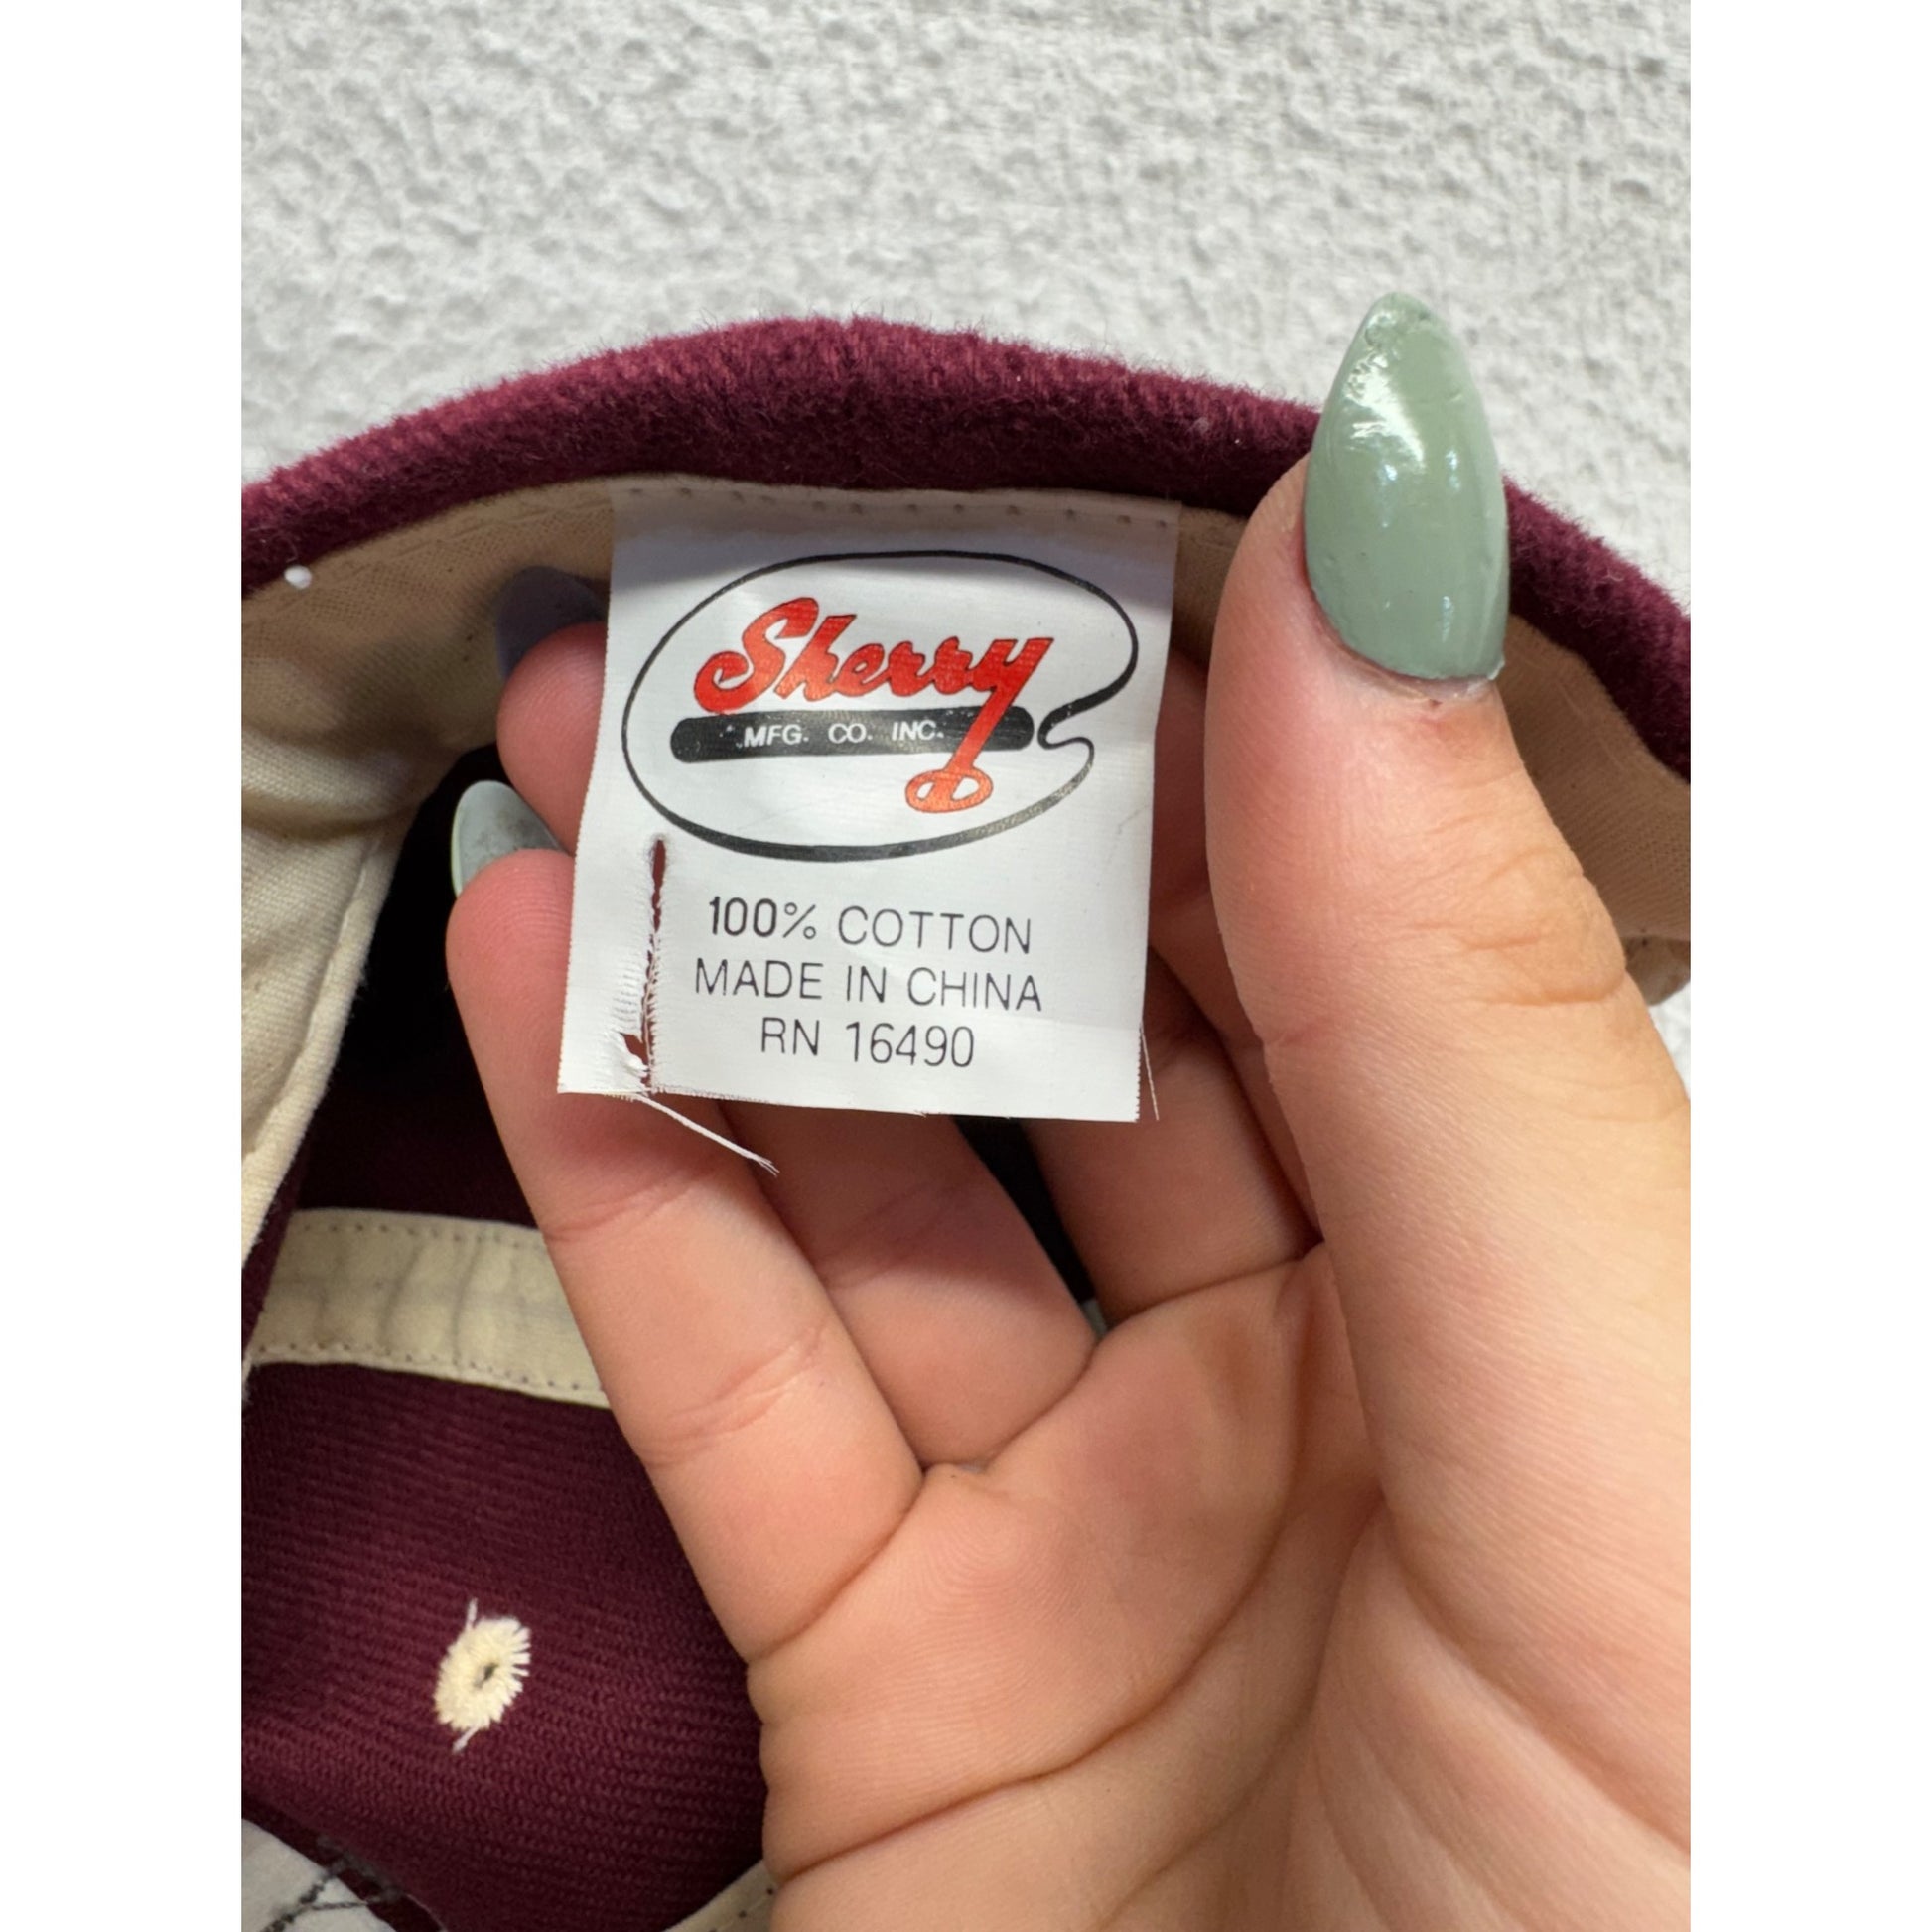 Sherry
MFG. CO. INC.
100% COTTON
MADE IN CHINA
RN 16490